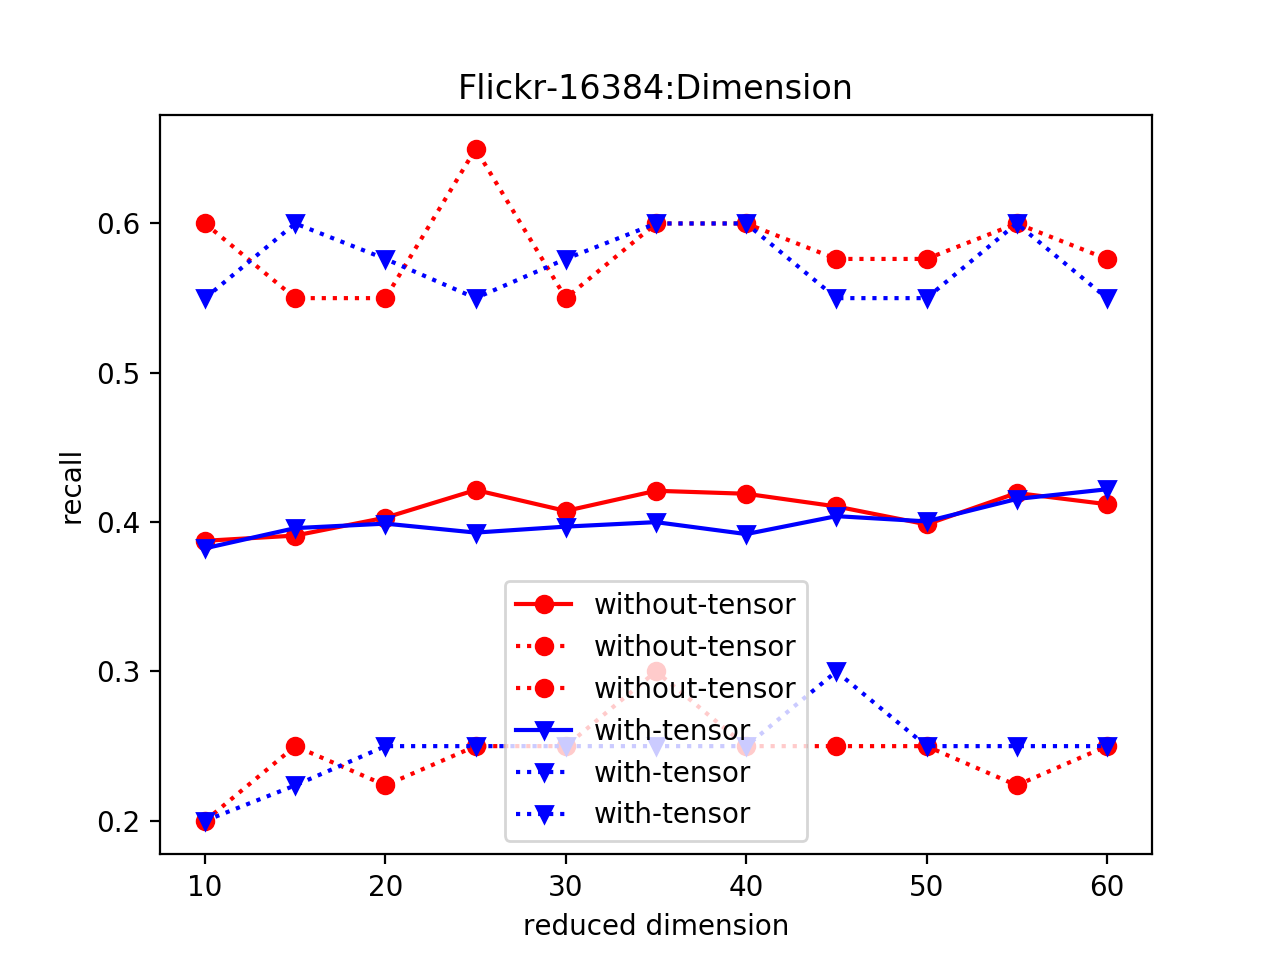 Flickr-16384:Dimension
recall
0.6
0.5
0.4
0.3
0.2
without-tensor
without-tensor
without-tensor
with-tensor
with-tensor
with-tensor
10 20 30 40 50 60
reduced dimension